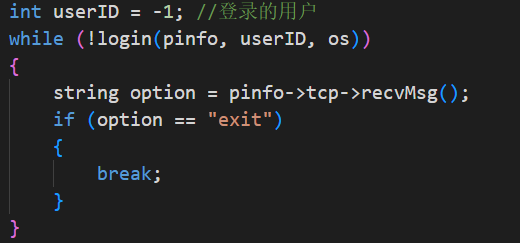 int userID = -1; //登录的用户
while (!login(pinfo, userID, os))
{
    string option = pinfo->tcp->recvMsg();
    if (option == "exit")
    {
        break;
    }
}